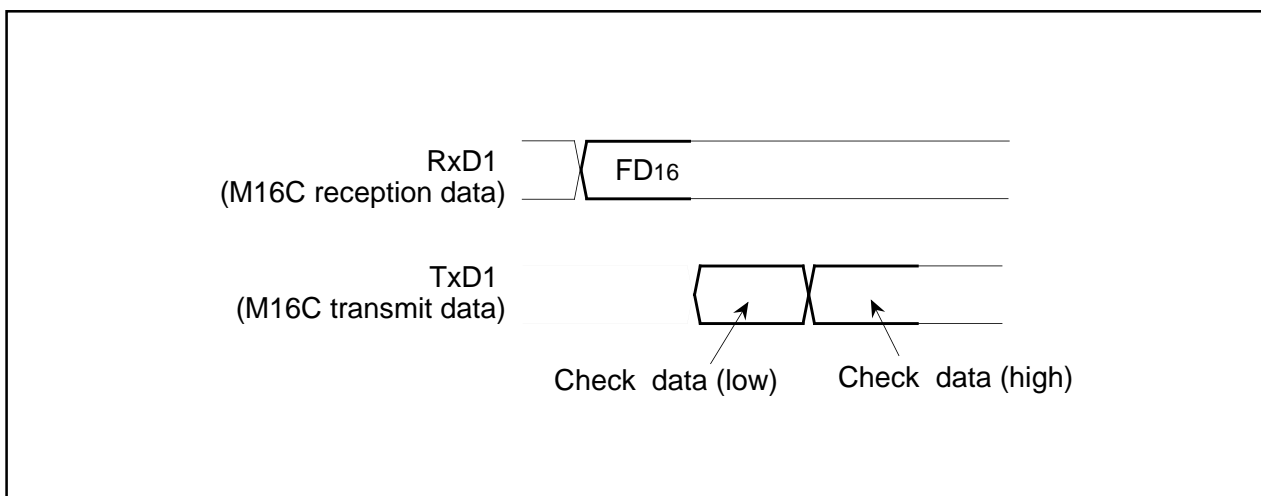 RxD1
(M16C reception data)
FD16
TxD1
(M16C transmit data)
Check data (low)
Check data (high)